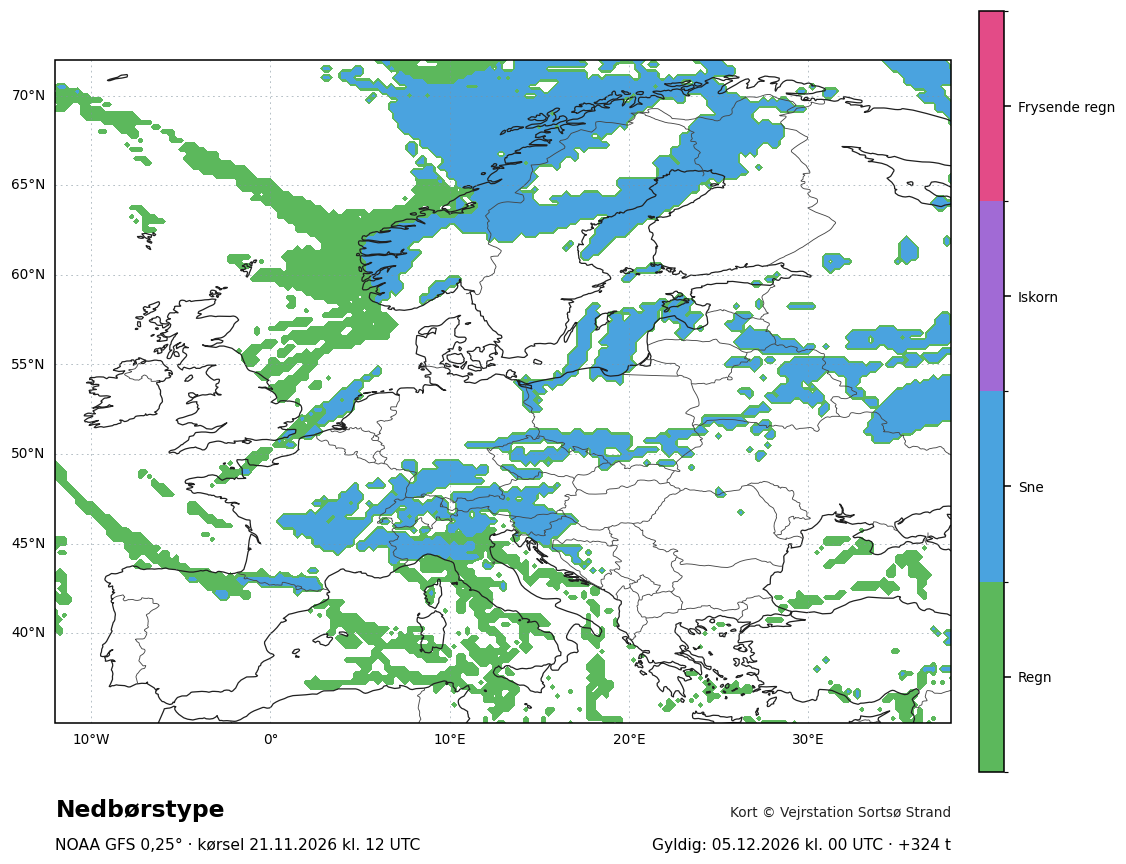 70°N
65°N
60°N
55°N
50°N
45°N
40°N
10°W
0°
10°E
20°E
30°E
Frysende regn
Iskorn
Sne
Regn
Nedbørstype
Kort © Vejrstation Sortsø Strand
NOAA GFS 0,25° · kørsel 21.11.2026 kl. 12 UTC
Gyldig: 05.12.2026 kl. 00 UTC · +324 t